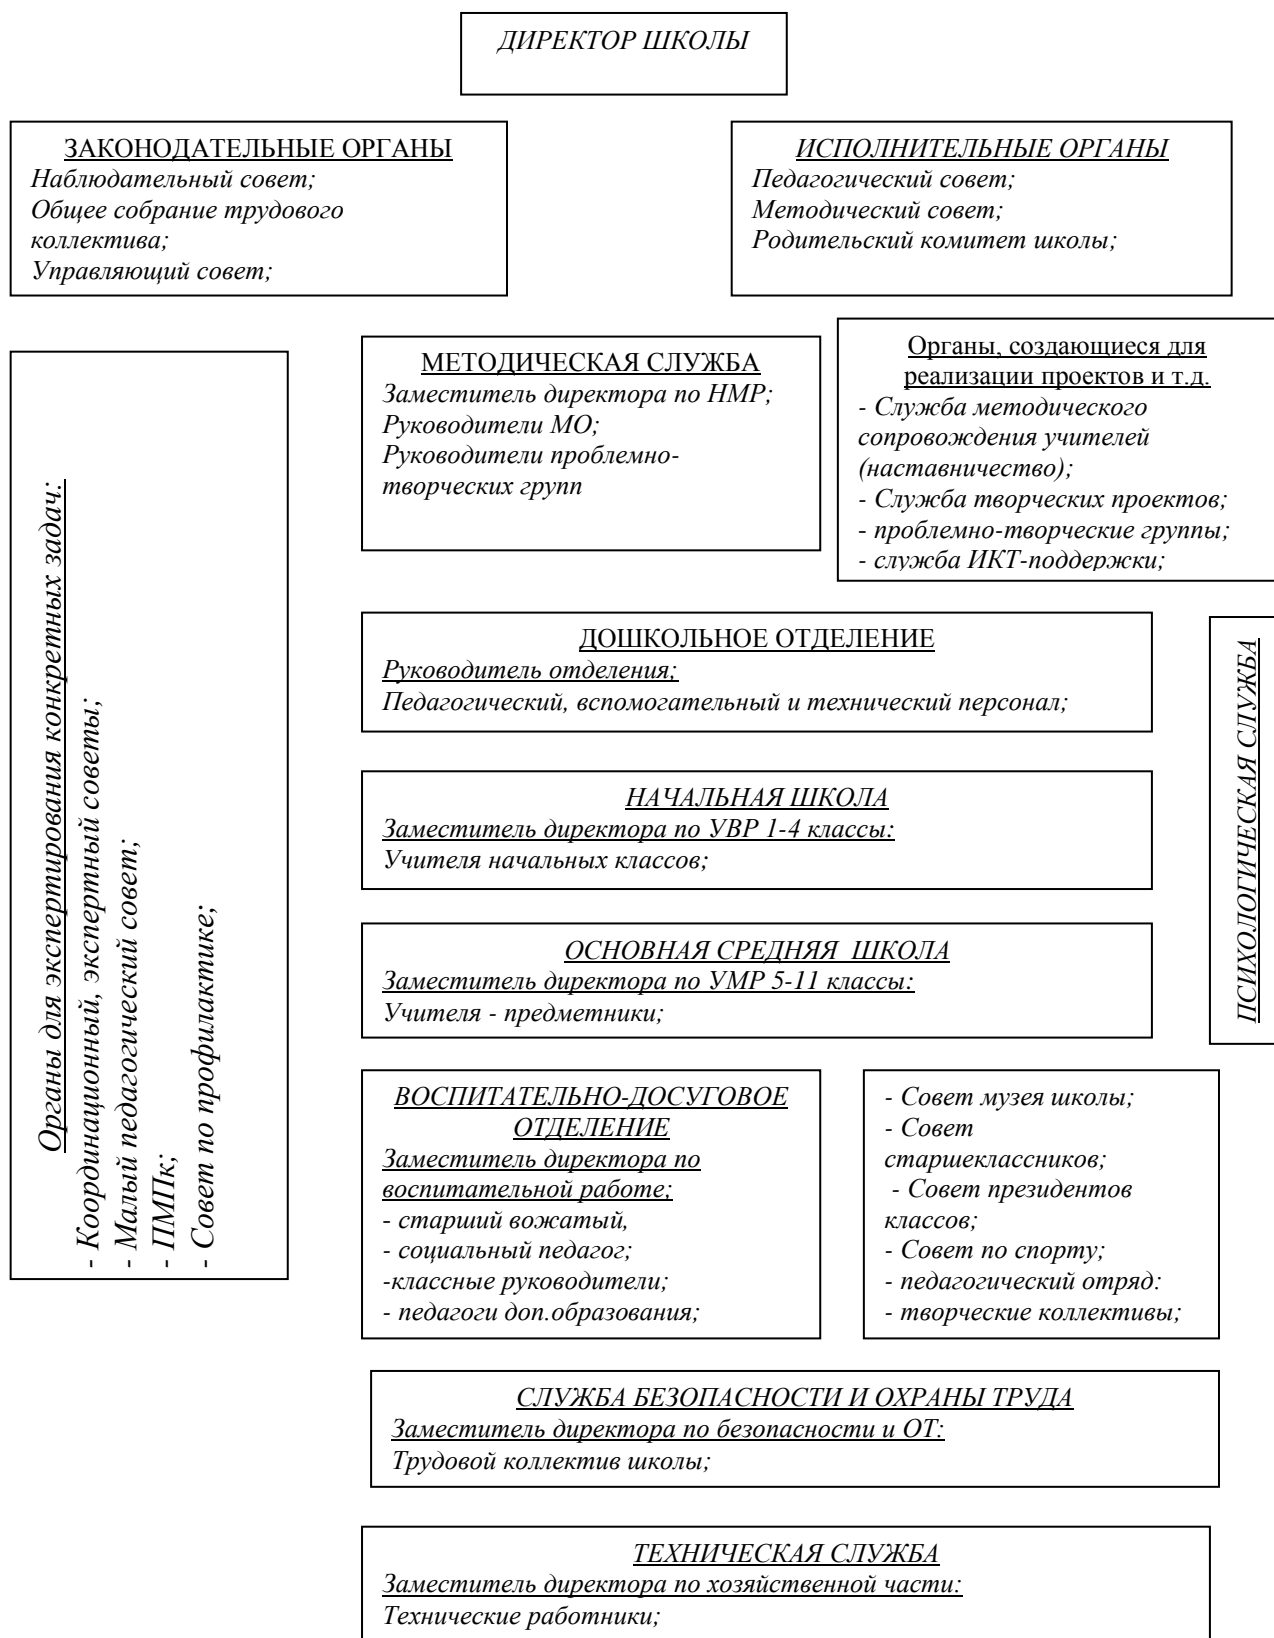 ДИРЕКТОР ШКОЛЫ
ЗАКОНОДАТЕЛЬНЫЕ ОРГАНЫ
Наблюдательный совет;
Общее собрание трудового
коллектива;
Управляющий совет;
ИСПОЛНИТЕЛЬНЫЕ ОРГАНЫ
Педагогический совет;
Методический совет;
Родительский комитет школы;
Органы для экспертирования конкретных задач:
- Координационный, экспертный советы;
- Малый педагогический совет;
- ПМПк;
- Совет по профилактике;
МЕТОДИЧЕСКАЯ СЛУЖБА
Заместитель директора по НМР;
Руководители МО;
Руководители проблемно-
творческих групп
Органы, создающиеся для
реализации проектов и т.д.
- Служба методического
сопровождения учителей
(наставничество);
- Служба творческих проектов;
- проблемно-творческие группы;
- служба ИКТ-поддержки;
ДОШКОЛЬНОЕ ОТДЕЛЕНИЕ
Руководитель отделения;
Педагогический, вспомогательный и технический персонал;
ПСИХОЛОГИЧЕСКАЯ СЛУЖБА
НАЧАЛЬНАЯ ШКОЛА
Заместитель директора по УВР 1-4 классы:
Учителя начальных классов;
ОСНОВНАЯ СРЕДНЯЯ  ШКОЛА
Заместитель директора по УМР 5-11 классы:
Учителя - предметники;
ВОСПИТАТЕЛЬНО-ДОСУГОВОЕ
ОТДЕЛЕНИЕ
Заместитель директора по
воспитательной работе;
- старший вожатый,
- социальный педагог;
-классные руководители;
- педагоги доп.образования;
- Совет музея школы;
- Совет
старшеклассников;
- Совет президентов
классов;
- Совет по спорту;
- педагогический отряд:
- творческие коллективы;
СЛУЖБА БЕЗОПАСНОСТИ И ОХРАНЫ ТРУДА
Заместитель директора по безопасности и ОТ:
Трудовой коллектив школы;
ТЕХНИЧЕСКАЯ СЛУЖБА
Заместитель директора по хозяйственной части:
Технические работники;